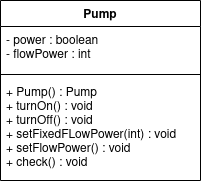 Pump
- power : boolean
- flowPower : int
+ Pump() : Pump
+ turnOn() : void
+ turnOff() : void
+ setFixedFLowPower(int) : void
+ setFlowPower() : void
+ check() : void